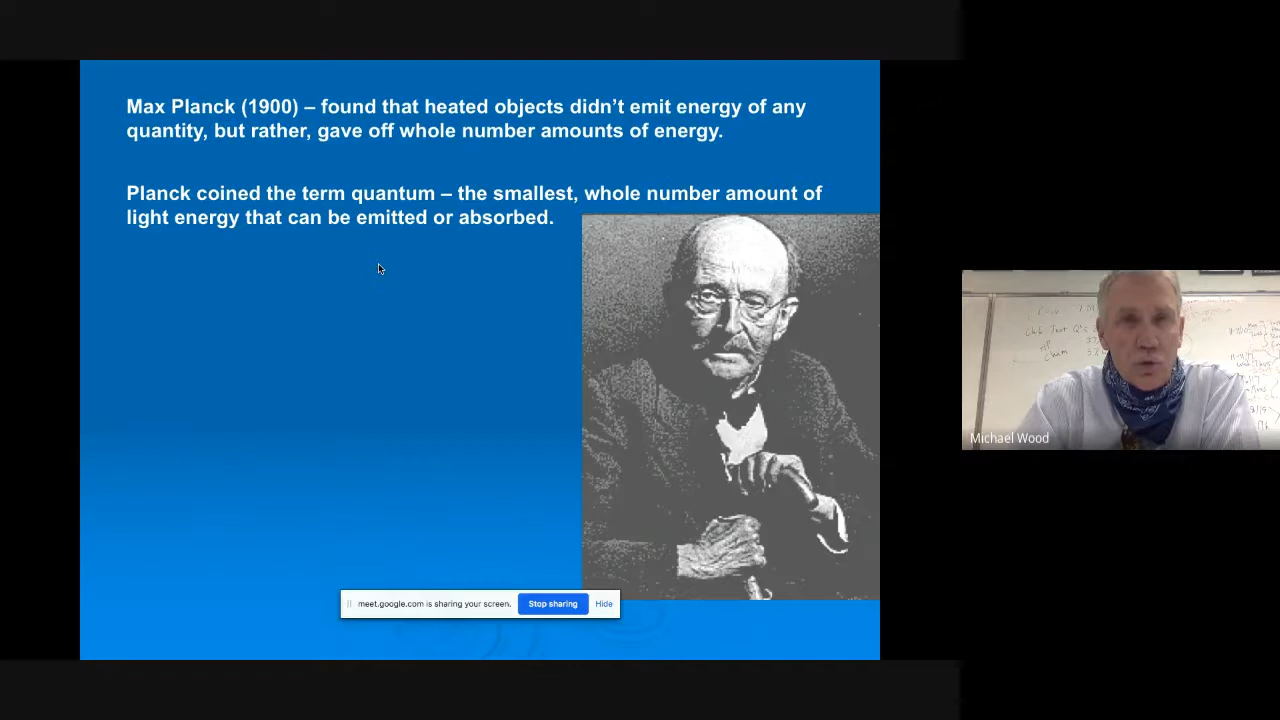 Max Planck (1900) – found that heated objects didn’t emit energy of any
quantity, but rather, gave off whole number amounts of energy.
Planck coined the term quantum – the smallest, whole number amount of
light energy that can be emitted or absorbed.
meet.google.com is sharing your screen. Stop sharing Hide
Michael Wood